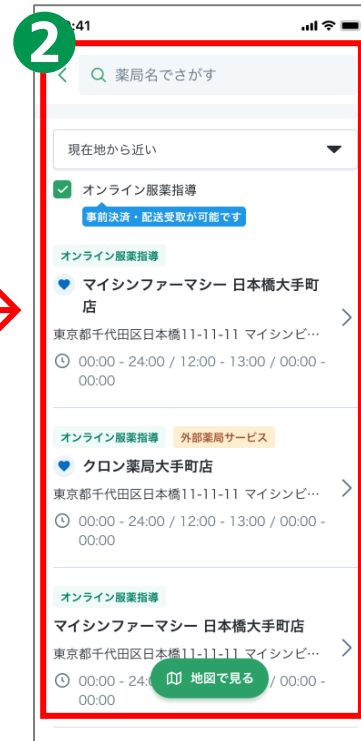 2
:41
薬局名でさがす
現在地から近い
オンライン服薬指導
事前決済・配送受取が可能です
オンライン服薬指導
マイシンファーマシー 日本橋大手町
店
東京都千代田区日本橋11-11-11 マイシンビ…
00:00 - 24:00 / 12:00 - 13:00 / 00:00 -
00:00
オンライン服薬指導 外部薬局サービス
クロン薬局大手町店
東京都千代田区日本橋11-11-11 マイシンビ…
00:00 - 24:00 / 12:00 - 13:00 / 00:00 -
00:00
オンライン服薬指導
マイシンファーマシー 日本橋大手町店
東京都千代田区日本橋11-11-11 マイシンビ…
地図で見る
00:00 - 24:0 / 00:00 -
00:00